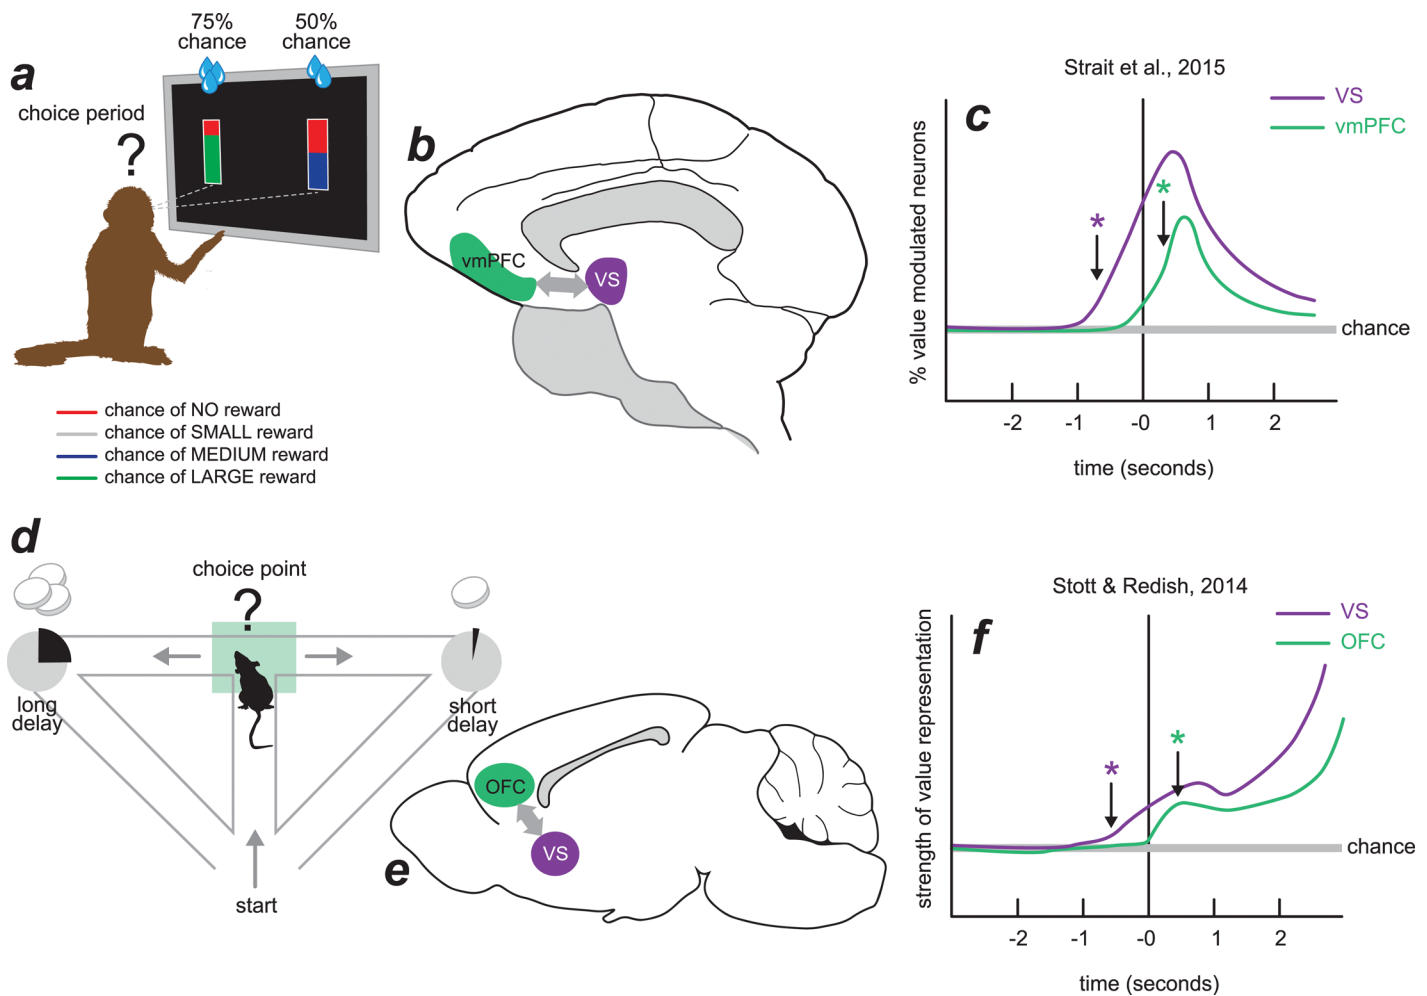 a
choice period
?
75%
chance
50%
chance
chance of NO reward
chance of SMALL reward
chance of MEDIUM reward
chance of LARGE reward
b
vmPFC
VS
Strait et al., 2015
c
VS
vmPFC
*
*
% value modulated neurons
chance
-2
-1
-0
1
2
time (seconds)
d
choice point
?
long
delay
short
delay
start
e
OFC
VS
Stott & Redish, 2014
f
VS
OFC
*
*
strength of value representation
chance
-2
-1
-0
1
2
time (seconds)